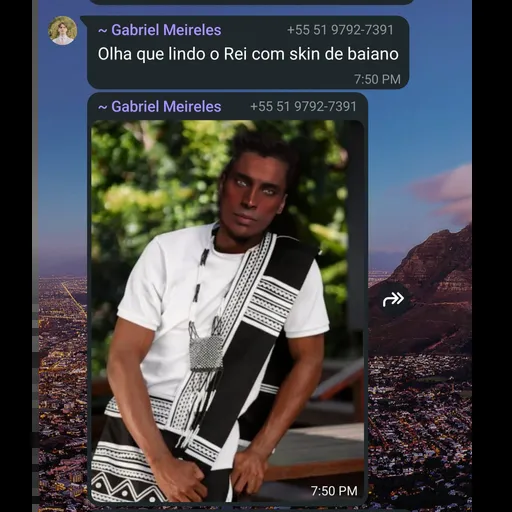 ~ Gabriel Meireles +55 51 9792-7391
Olha que lindo o Rei com skin de baiano
7:50 PM
~ Gabriel Meireles +55 51 9792-7391
7:50 PM